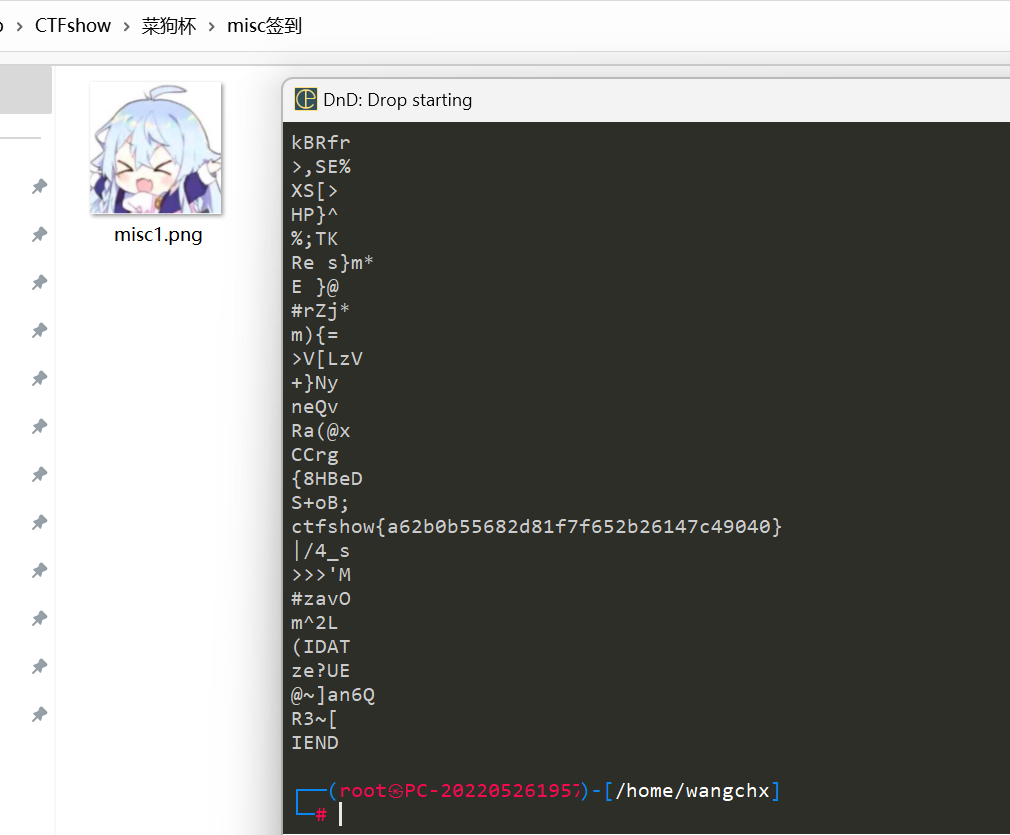 › CTFshow › 菜狗杯 › misc签到
misc1.png
DnD: Drop starting
kBRfr
>,SE%
XS[>
HP}^
%;TK
Re s}m*
E }@
#rZj*
m){=
>V[LzV
+}Ny
neQv
Ra(@x
CCrg
{8HBeD
S+oB;
ctfshow{a62b0b55682d81f7f652b26147c49040}
|/4_s
>>>'M
#zavO
m^2L
(IDAT
ze?UE
@~]an6Q
R3~[
IEND
┌──(root㉿PC-202205261957)-[/home/wangchx]
└─#